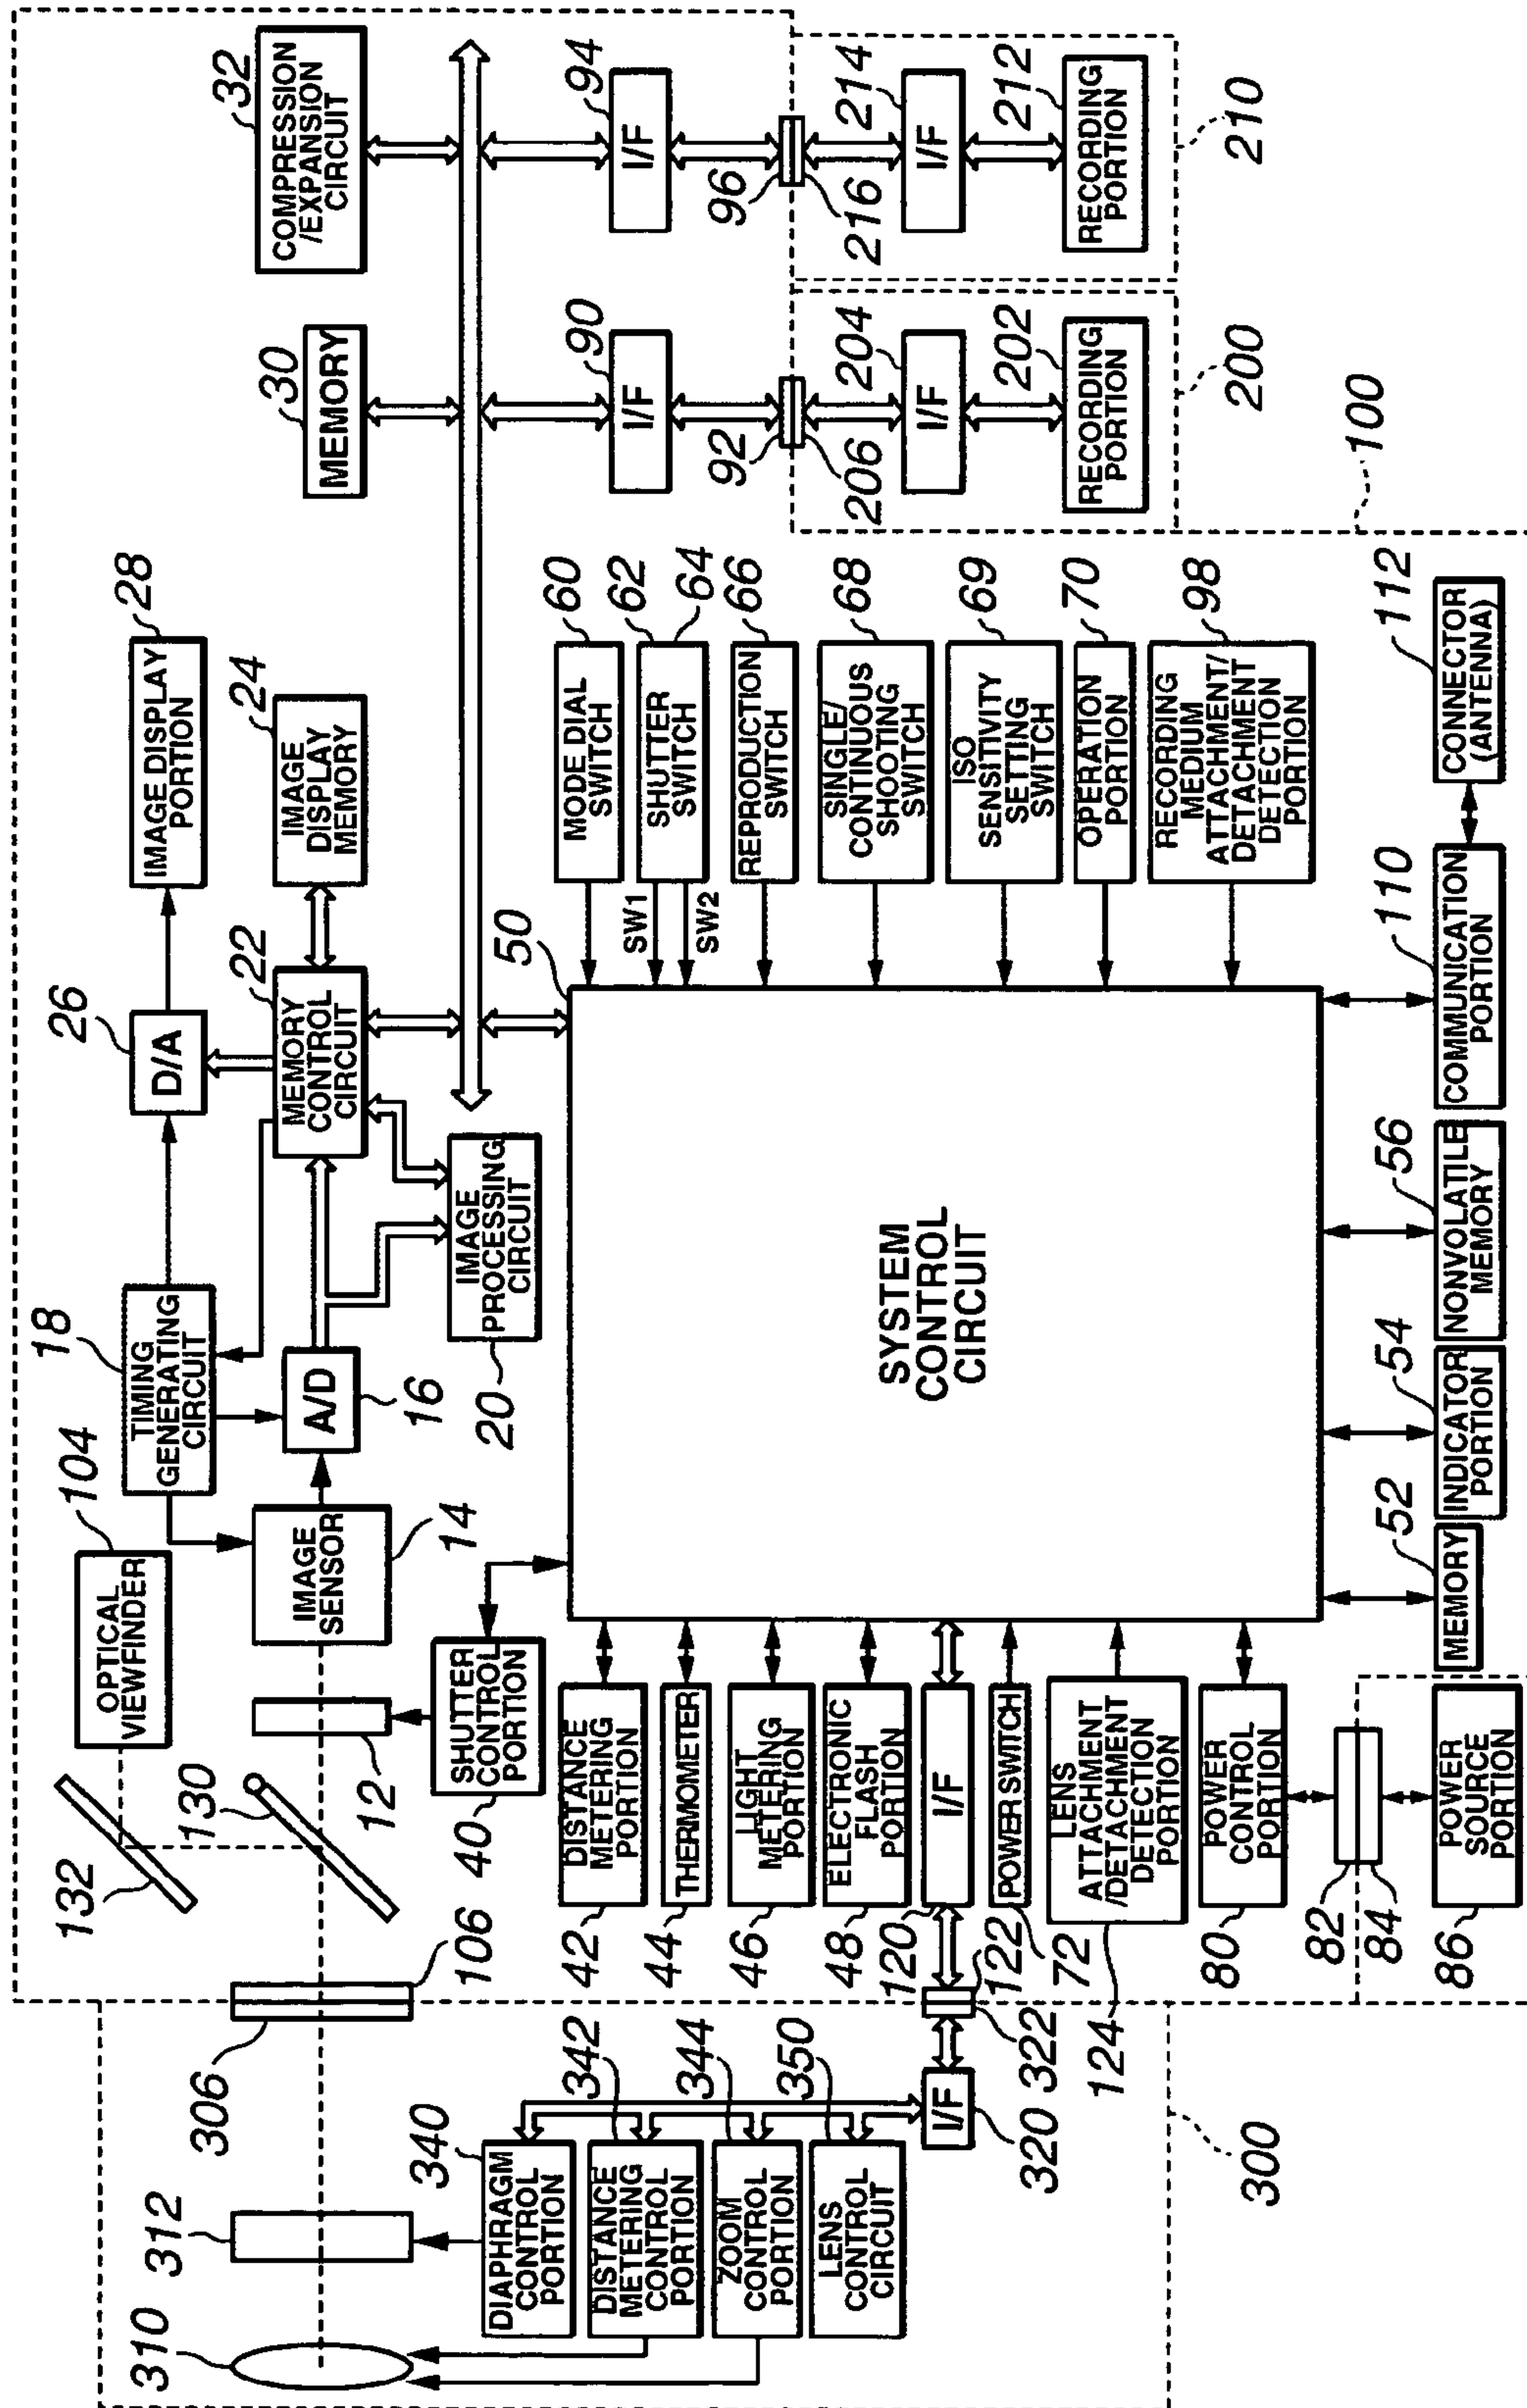 300
310
312
306
106
132
130
12
104
OPTICAL
VIEWFINDER
14
IMAGE
SENSOR
18
TIMING
GENERATING
CIRCUIT
A/D
16
26
D/A
28
IMAGE DISPLAY
PORTION
22
MEMORY
CONTROL
CIRCUIT
24
IMAGE
DISPLAY
MEMORY
20
IMAGE
PROCESSING
CIRCUIT
30
MEMORY
32
COMPRESSION
/EXPANSION
CIRCUIT
340
DIAPHRAGM
CONTROL
PORTION
342
DISTANCE
METERING
CONTROL
PORTION
344
ZOOM
CONTROL
PORTION
350
LENS
CONTROL
CIRCUIT
I/F
320
322
122
120
I/F
40
SHUTTER
CONTROL
PORTION
42
DISTANCE
METERING
PORTION
44
THERMOMETER
46
LIGHT
METERING
PORTION
48
ELECTRONIC
FLASH
PORTION
72
POWER SWITCH
124
LENS
ATTACHMENT
/DETACHMENT
DETECTION
PORTION
80
POWER
CONTROL
PORTION
82
84
86
POWER
SOURCE
PORTION
50
SYSTEM
CONTROL
CIRCUIT
52
MEMORY
54
INDICATOR
PORTION
56
NONVOLATILE
MEMORY
110
COMMUNICATION
PORTION
112
CONNECTOR
(ANTENNA)
SW1
SW2
60
MODE DIAL
SWITCH
62
64
SHUTTER
SWITCH
66
REPRODUCTION
SWITCH
68
SINGLE/
CONTINUOUS
SHOOTING
SWITCH
69
ISO
SENSITIVITY
SETTING
SWITCH
70
OPERATION
PORTION
98
RECORDING
MEDIUM
ATTACHMENT/
DETACHMENT
DETECTION
PORTION
90
I/F
92
206
204
I/F
202
RECORDING
PORTION
200
94
I/F
96
216
214
I/F
212
RECORDING
PORTION
210
100